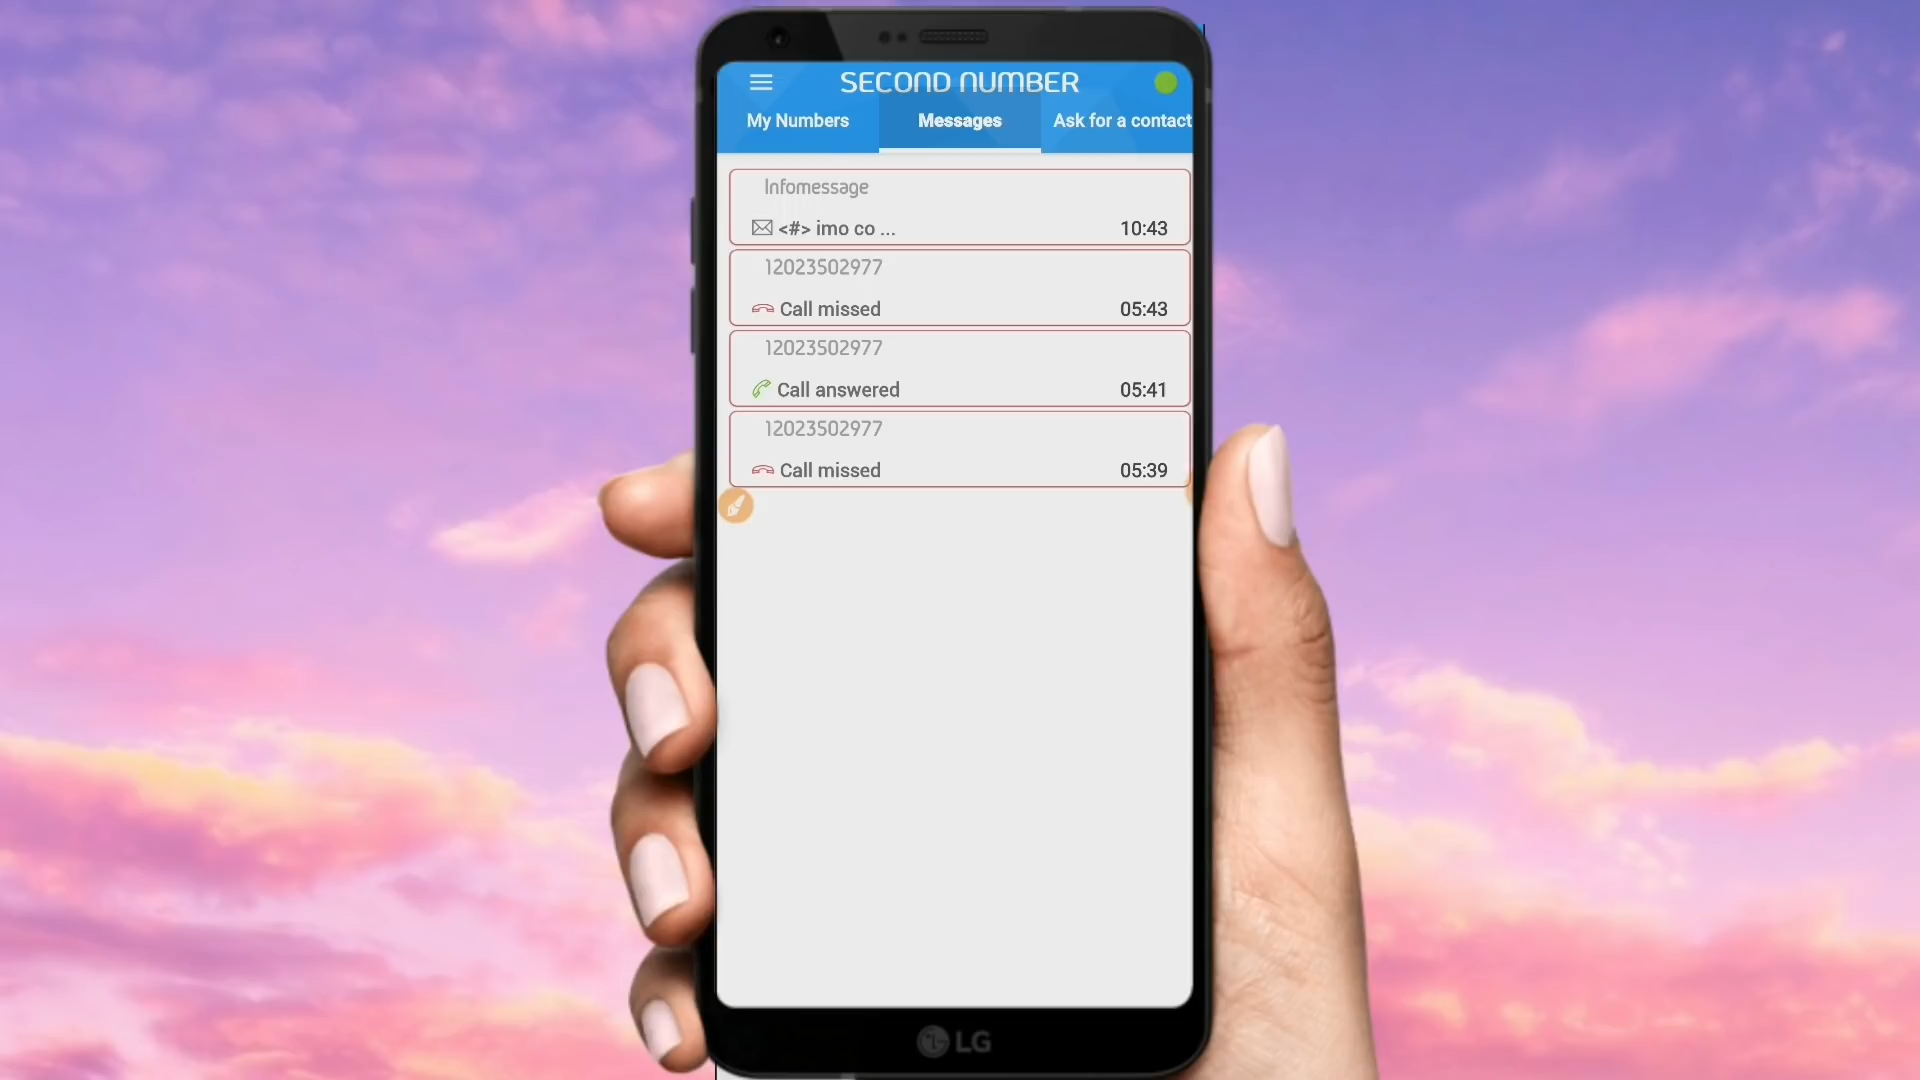 SECOND NUMBER
My Numbers
Messages
Ask for a contact
Infomessage
<#> imo co ...
10:43
12023502977
Call missed
05:43
12023502977
Call answered
05:41
12023502977
Call missed
05:39
LG